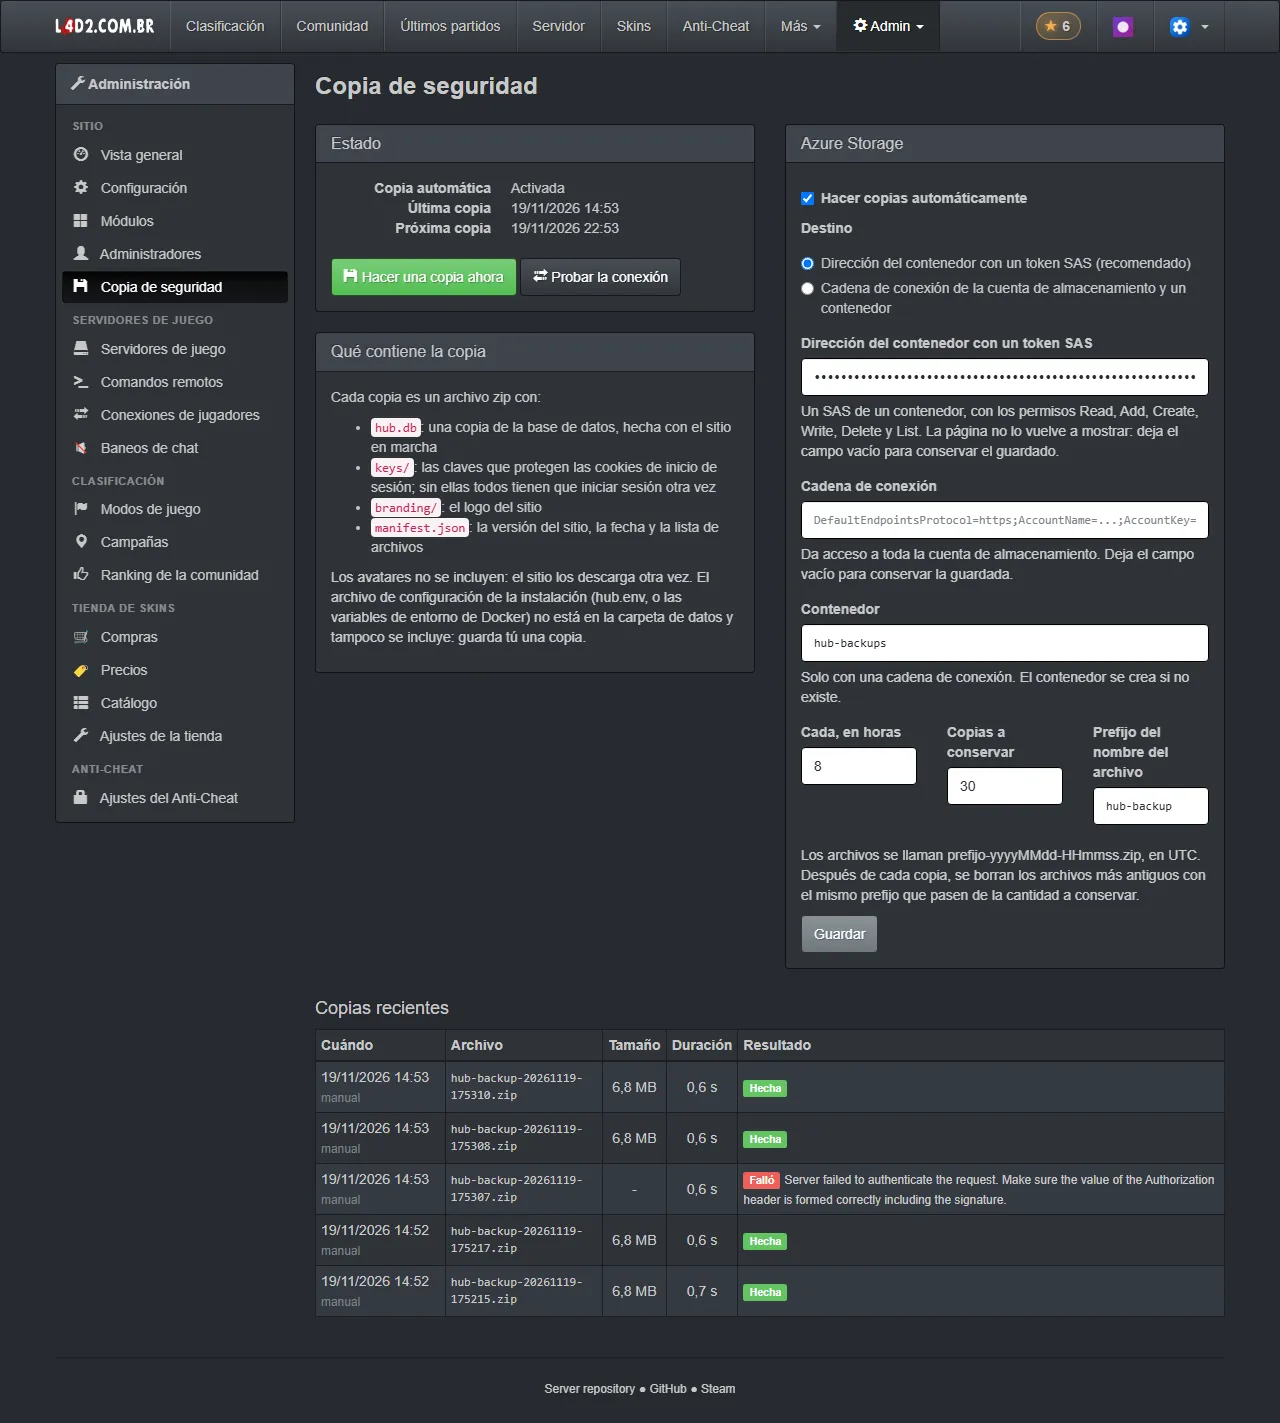 L4D2.COM.BR Clasificación Comunidad Últimos partidos Servidor Skins Anti-Cheat Más Admin 6
Administración
SITIO
Vista general
Configuración
Módulos
Administradores
Copia de seguridad
SERVIDORES DE JUEGO
Servidores de juego
Comandos remotos
Conexiones de jugadores
Baneos de chat
CLASIFICACIÓN
Modos de juego
Campañas
Ranking de la comunidad
TIENDA DE SKINS
Compras
Precios
Catálogo
Ajustes de la tienda
ANTI-CHEAT
Ajustes del Anti-Cheat
Copia de seguridad
Estado
Copia automática Activada
Última copia 19/11/2026 14:53
Próxima copia 19/11/2026 22:53
Hacer una copia ahora Probar la conexión
Qué contiene la copia
Cada copia es un archivo zip con:
• hub.db: una copia de la base de datos, hecha con el sitio
en marcha
• keys/: las claves que protegen las cookies de inicio de
sesión; sin ellas todos tienen que iniciar sesión otra vez
• branding/: el logo del sitio
• manifest.json: la versión del sitio, la fecha y la lista de
archivos
Los avatares no se incluyen: el sitio los descarga otra vez. El
archivo de configuración de la instalación (hub.env, o las
variables de entorno de Docker) no está en la carpeta de datos y
tampoco se incluye: guarda tú una copia.
Azure Storage
Hacer copias automáticamente
Destino
Dirección del contenedor con un token SAS (recomendado)
Cadena de conexión de la cuenta de almacenamiento y un
contenedor
Dirección del contenedor con un token SAS
Un SAS de un contenedor, con los permisos Read, Add, Create,
Write, Delete y List. La página no lo vuelve a mostrar: deja el
campo vacío para conservar el guardado.
Cadena de conexión
DefaultEndpointsProtocol=https;AccountName=...;AccountKey=
Da acceso a toda la cuenta de almacenamiento. Deja el campo
vacío para conservar la guardada.
Contenedor
hub-backups
Solo con una cadena de conexión. El contenedor se crea si no
existe.
Cada, en horas
8
Copias a
conservar
30
Prefijo del
nombre del
archivo
hub-backup
Los archivos se llaman prefijo-yyyyMMdd-HHmmss.zip, en UTC.
Después de cada copia, se borran los archivos más antiguos con
el mismo prefijo que pasen de la cantidad a conservar.
Guardar
Copias recientes
Cuándo Archivo Tamaño Duración Resultado
19/11/2026 14:53 hub-backup-20261119- 6,8 MB 0,6 s Hecha
manual 175310.zip
19/11/2026 14:53 hub-backup-20261119- 6,8 MB 0,6 s Hecha
manual 175308.zip
19/11/2026 14:53 hub-backup-20261119- - 0,6 s Falló Server failed to authenticate the request. Make sure the value of the Authorization
manual 175307.zip header is formed correctly including the signature.
19/11/2026 14:52 hub-backup-20261119- 6,8 MB 0,6 s Hecha
manual 175217.zip
19/11/2026 14:52 hub-backup-20261119- 6,8 MB 0,7 s Hecha
manual 175215.zip
Server repository ● GitHub ● Steam